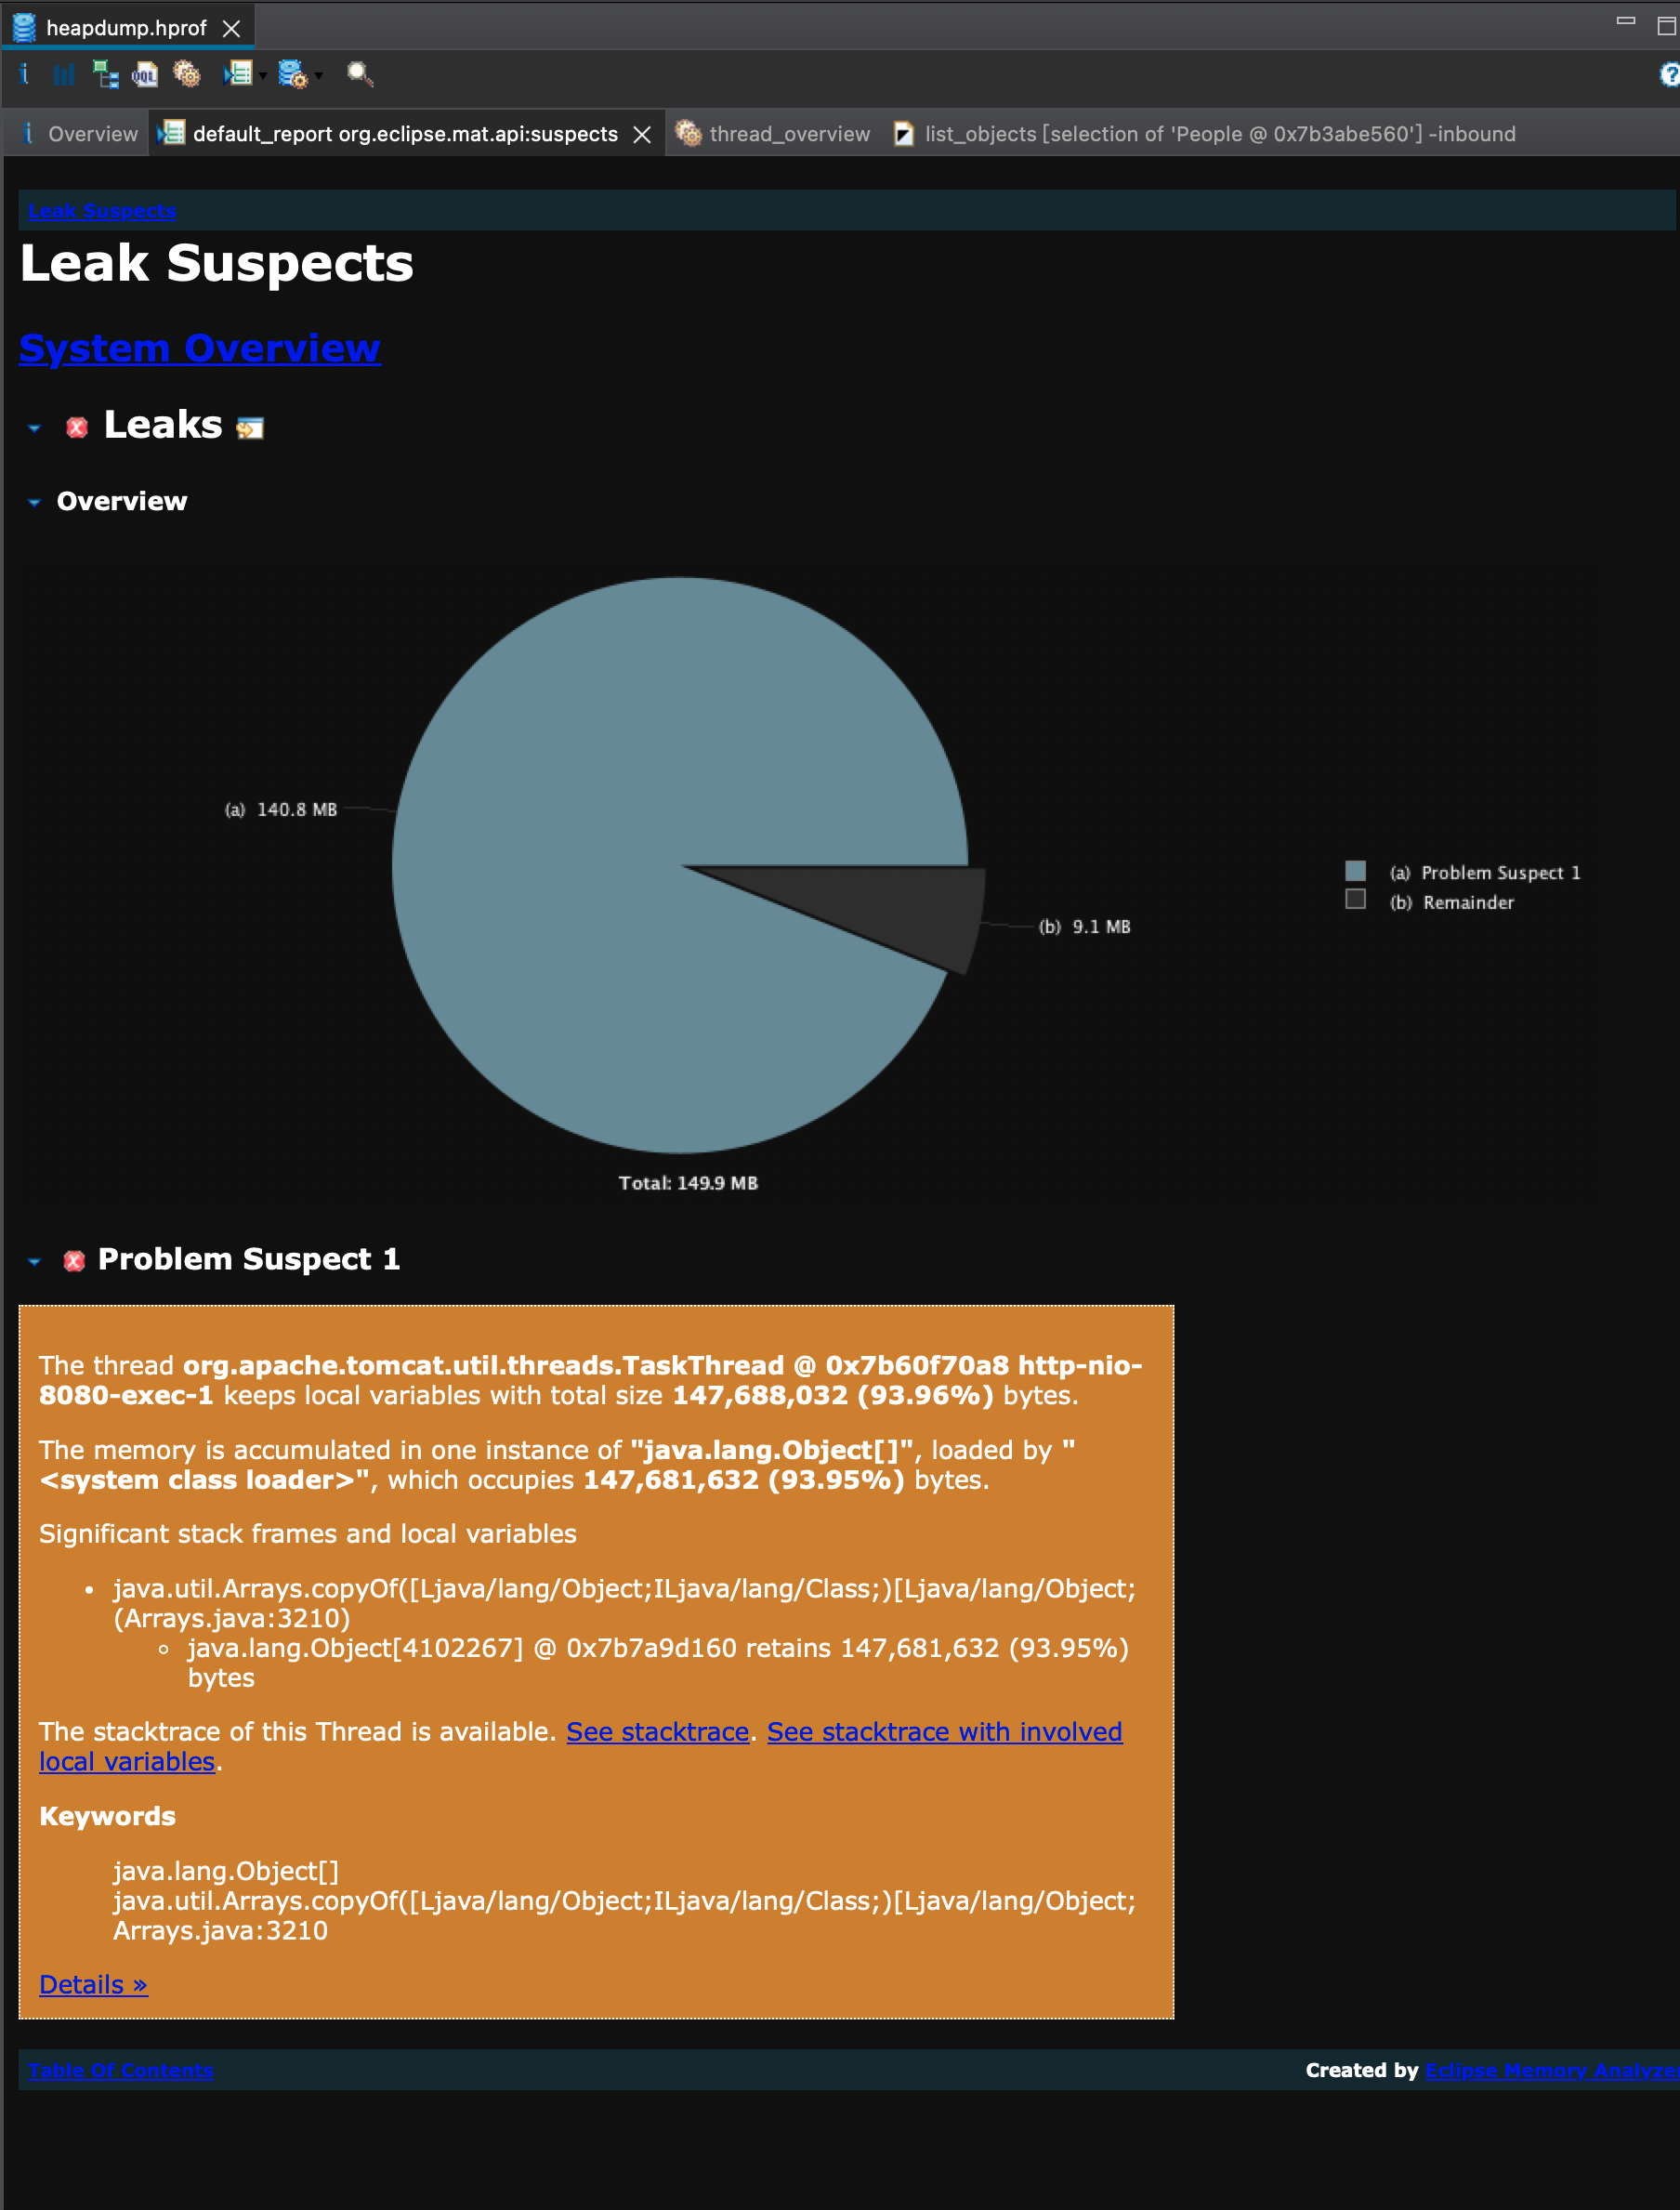 heapdump.hprof
i
OQL
?
i Overview
default_report org.eclipse.mat.api:suspects
thread_overview
list_objects [selection of 'People @ 0x7b3abe560'] -inbound
Leak Suspects
Leak Suspects
System Overview
Leaks
Overview
(a) 140.8 MB
(b) 9.1 MB
(a) Problem Suspect 1
(b) Remainder
Total: 149.9 MB
Problem Suspect 1
The thread org.apache.tomcat.util.threads.TaskThread @ 0x7b60f70a8 http-nio-
8080-exec-1 keeps local variables with total size 147,688,032 (93.96%) bytes.
The memory is accumulated in one instance of "java.lang.Object[]", loaded by "
<system class loader>", which occupies 147,681,632 (93.95%) bytes.
Significant stack frames and local variables
• java.util.Arrays.copyOf([Ljava/lang/Object;ILjava/lang/Class;)[Ljava/lang/Object;
(Arrays.java:3210)
◦ java.lang.Object[4102267] @ 0x7b7a9d160 retains 147,681,632 (93.95%)
bytes
The stacktrace of this Thread is available. See stacktrace. See stacktrace with involved
local variables.
Keywords
java.lang.Object[]
java.util.Arrays.copyOf([Ljava/lang/Object;ILjava/lang/Class;)[Ljava/lang/Object;
Arrays.java:3210
Details »
Table Of Contents
Created by Eclipse Memory Analyze